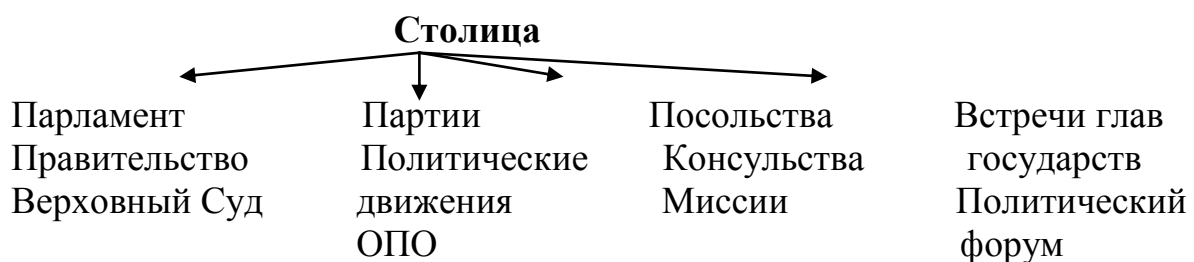 Столица
Парламент Партии Посольства Встречи глав
Правительство Политические Консульства государств
Верховный Суд движения Миссии Политический
ОПО форум